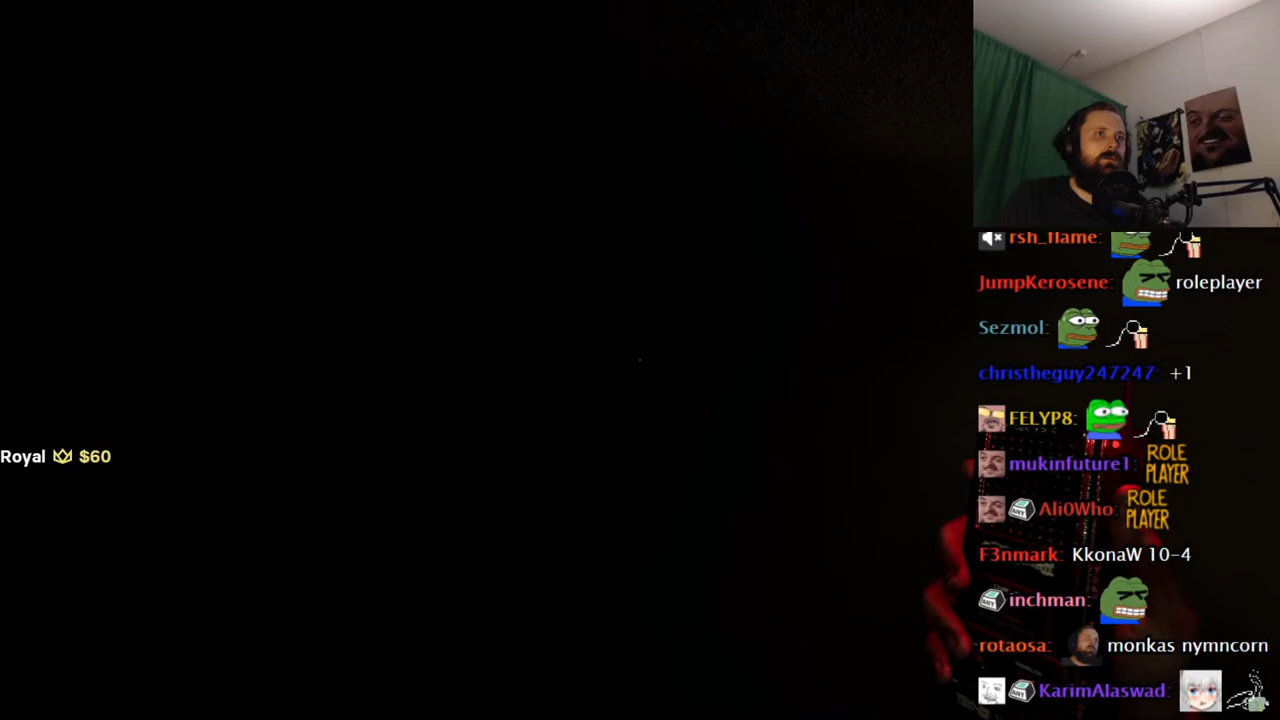 rsh_flame:
JumpKerosene: roleplayer
Sezmol:
christheguy247247: +1
FELYP8:
Royal $60
mukinfuture1: ROLE PLAYER
Ali0Who: ROLE PLAYER
F3nmark: KkonaW 10-4
inchman:
rotaosa: monkas nymncorn
KarimAlaswad: